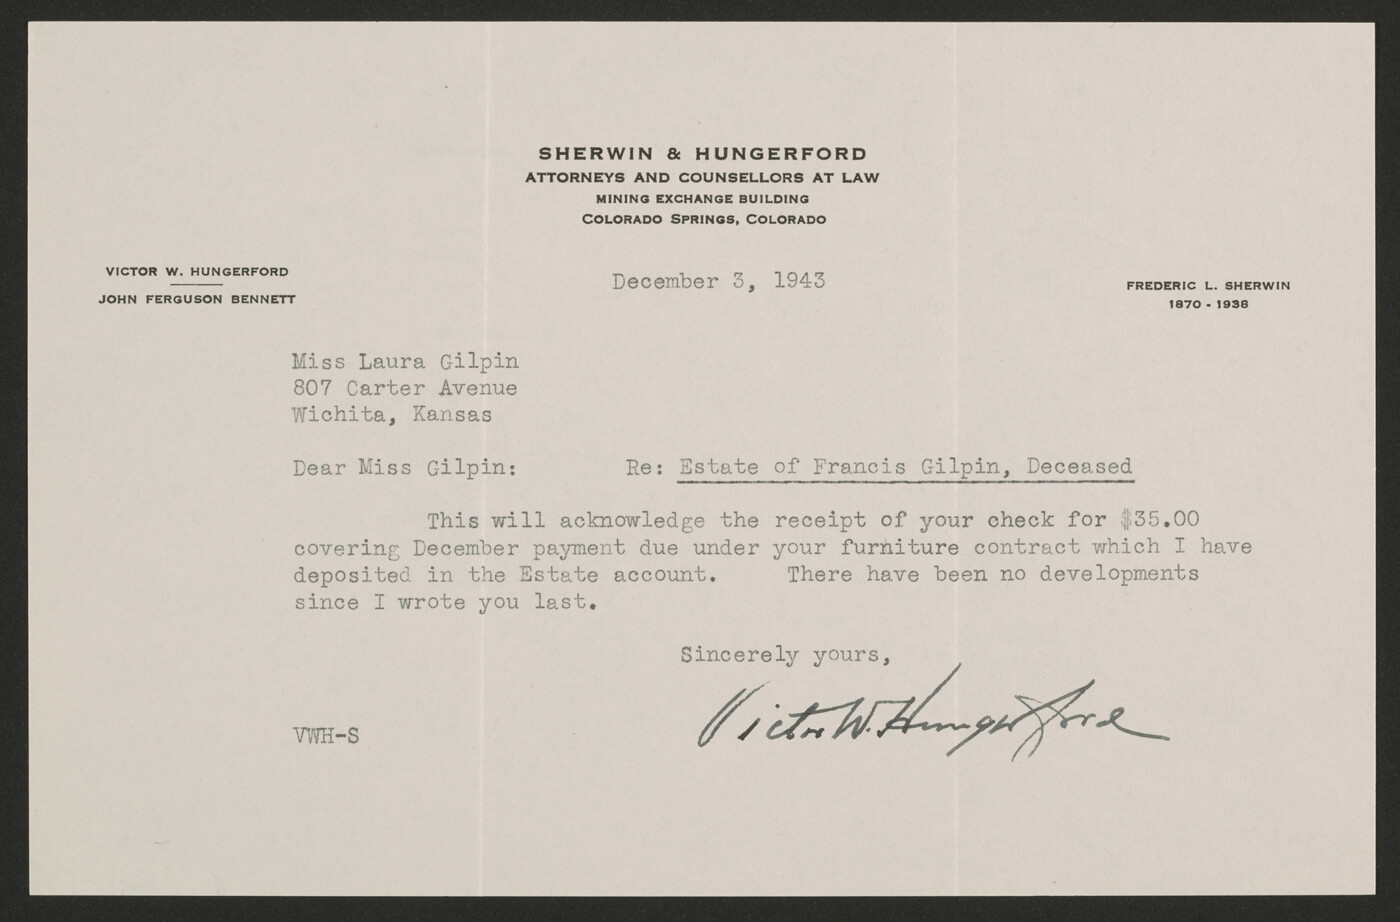 SHERWIN & HUNGERFORD
ATTORNEYS AND COUNSELLORS AT LAW
MINING EXCHANGE BUILDING
COLORADO SPRINGS, COLORADO
VICTOR W. HUNGERFORD
JOHN FERGUSON BENNETT
December 3, 1943
FREDERIC L. SHERWIN
1870 - 1938
Miss Laura Gilpin
807 Carter Avenue
Wichita, Kansas
Dear Miss Gilpin: Re: Estate of Francis Gilpin, Deceased
This will acknowledge the receipt of your check for $35.00
covering December payment due under your furniture contract which I have
deposited in the Estate account. There have been no developments
since I wrote you last.
Sincerely yours,
Victor W. Hungerford
VWH-S